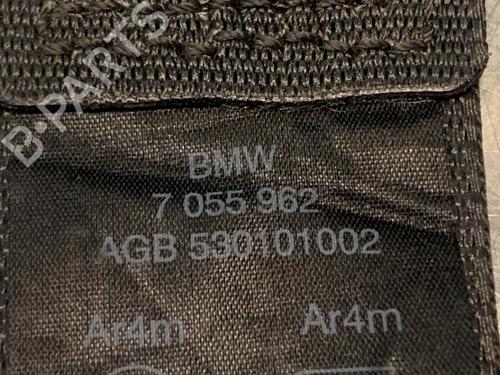 B-PARTS
BMW
7 055 962
AGB 530101002
Ar4m Ar4m